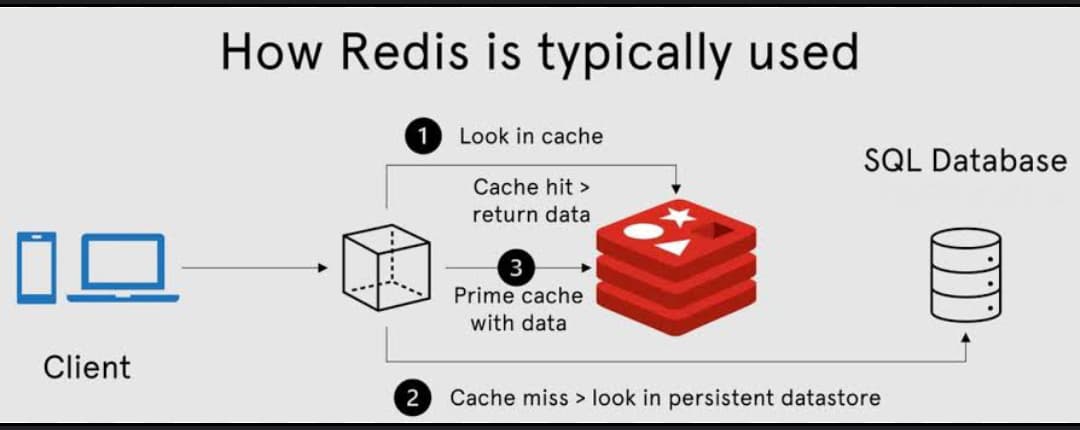 How Redis is typically used
1 Look in cache
SQL Database
Cache hit >
return data
3
Prime cache
with data
Client
2 Cache miss > look in persistent datastore